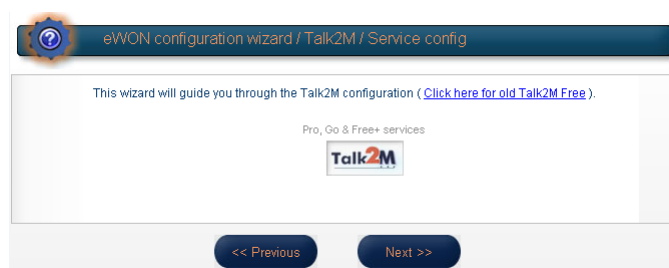 eWON configuration wizard / Talk2M / Service config
This wizard will guide you through the Talk2M configuration ( Click here for old Talk2M Free ).
Pro, Go & Free+ services
Talk2M
<< Previous
Next >>